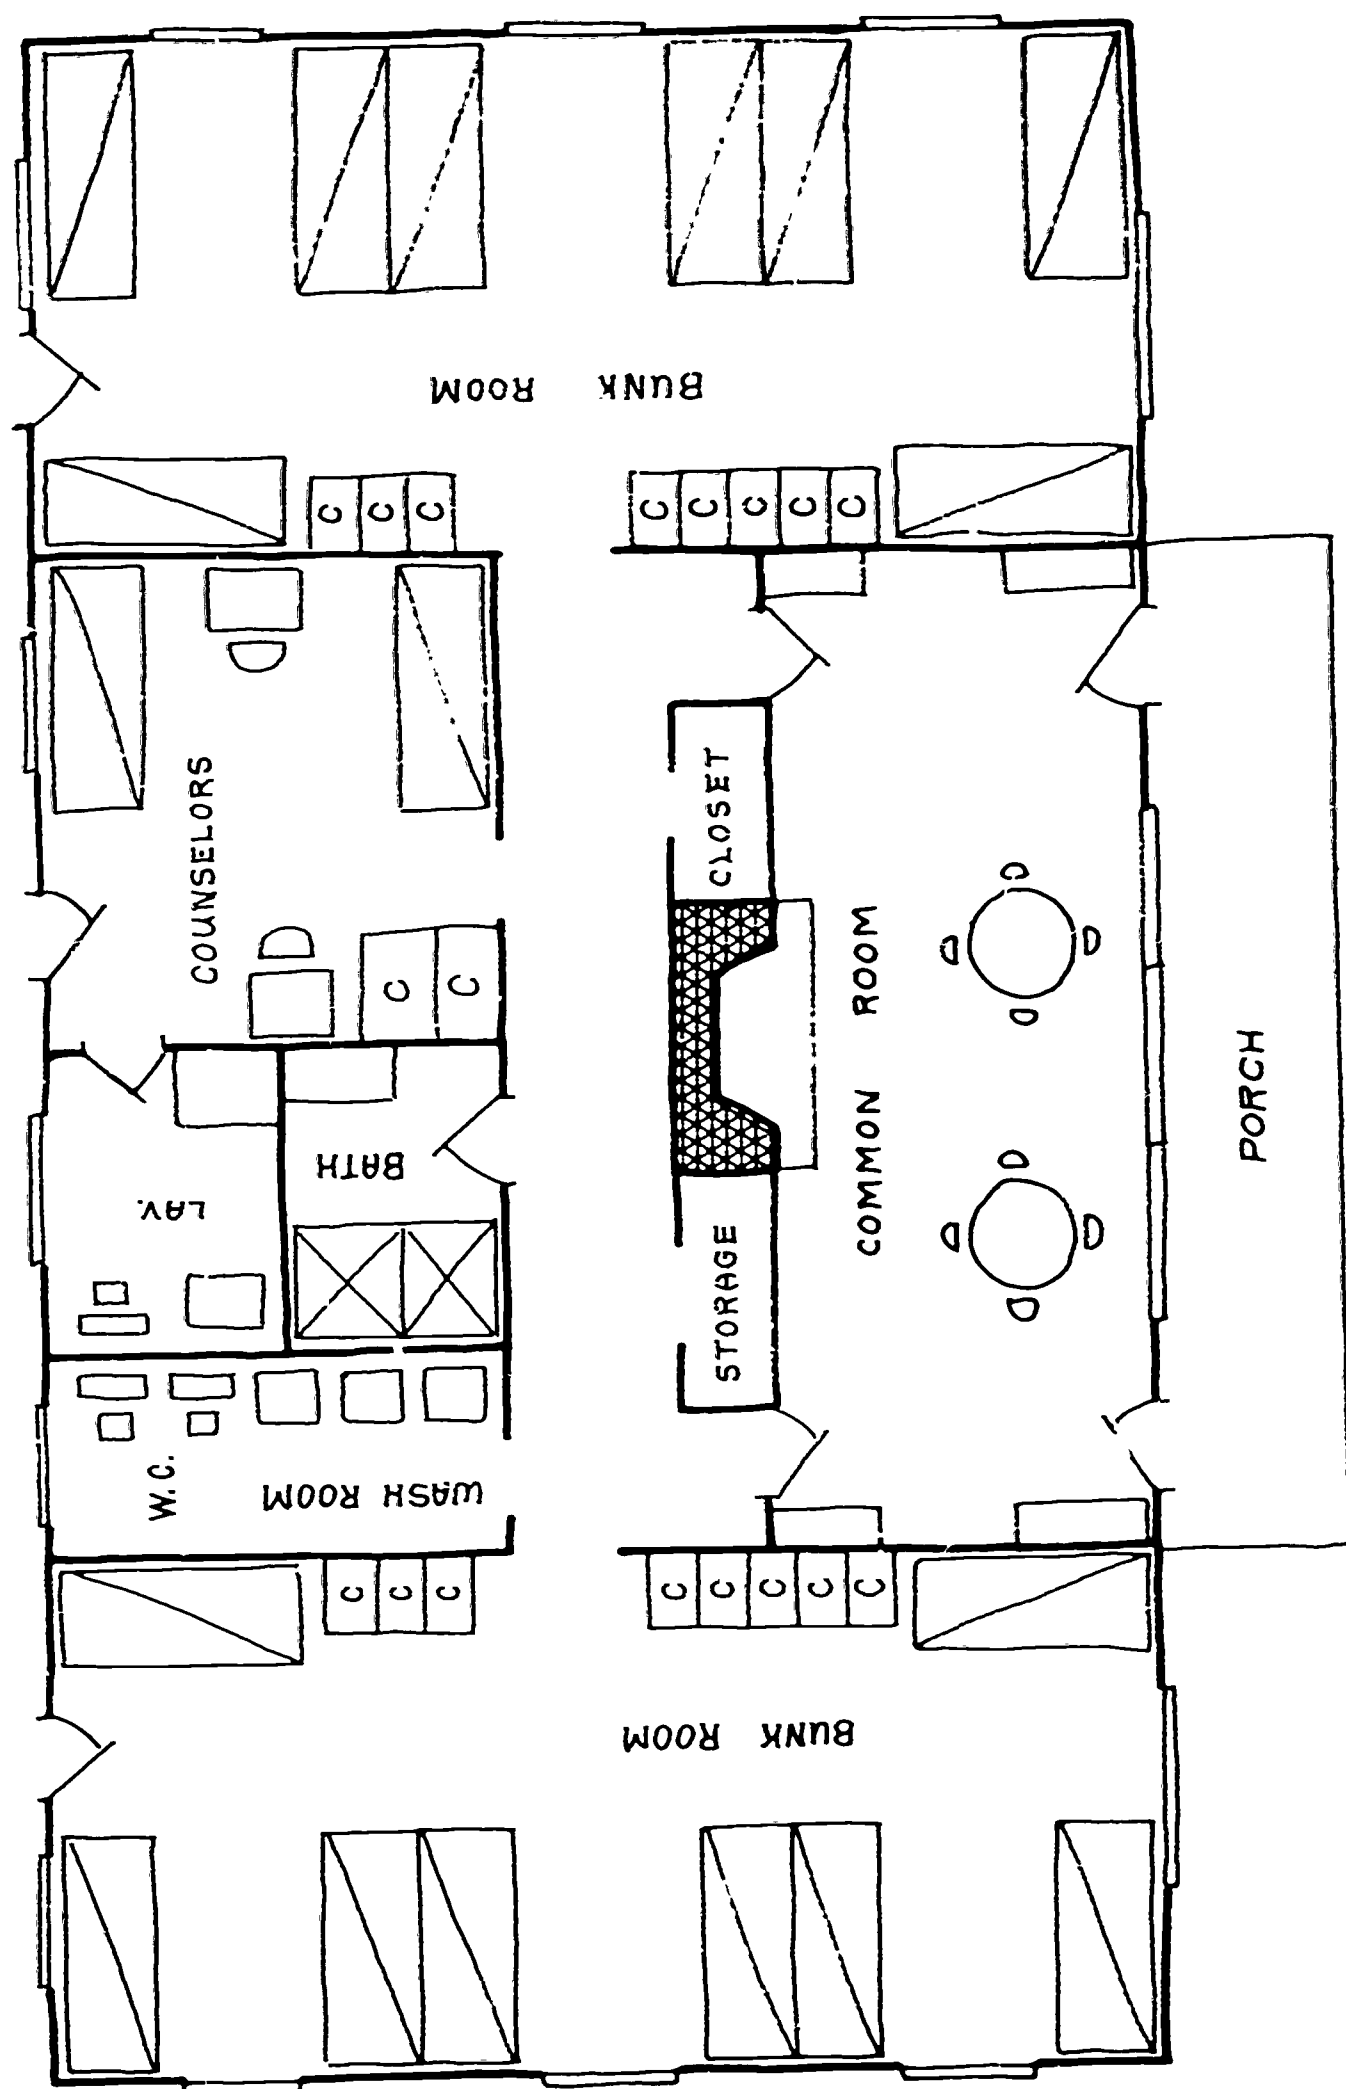 BUNK ROOM
C C C
C C C C C
COUNSELORS
C C
CLOSET
BATH
LAV.
COMMON ROOM
PORCH
STORAGE
W.C.
WASH ROOM
C C C
C C C C C
BUNK ROOM